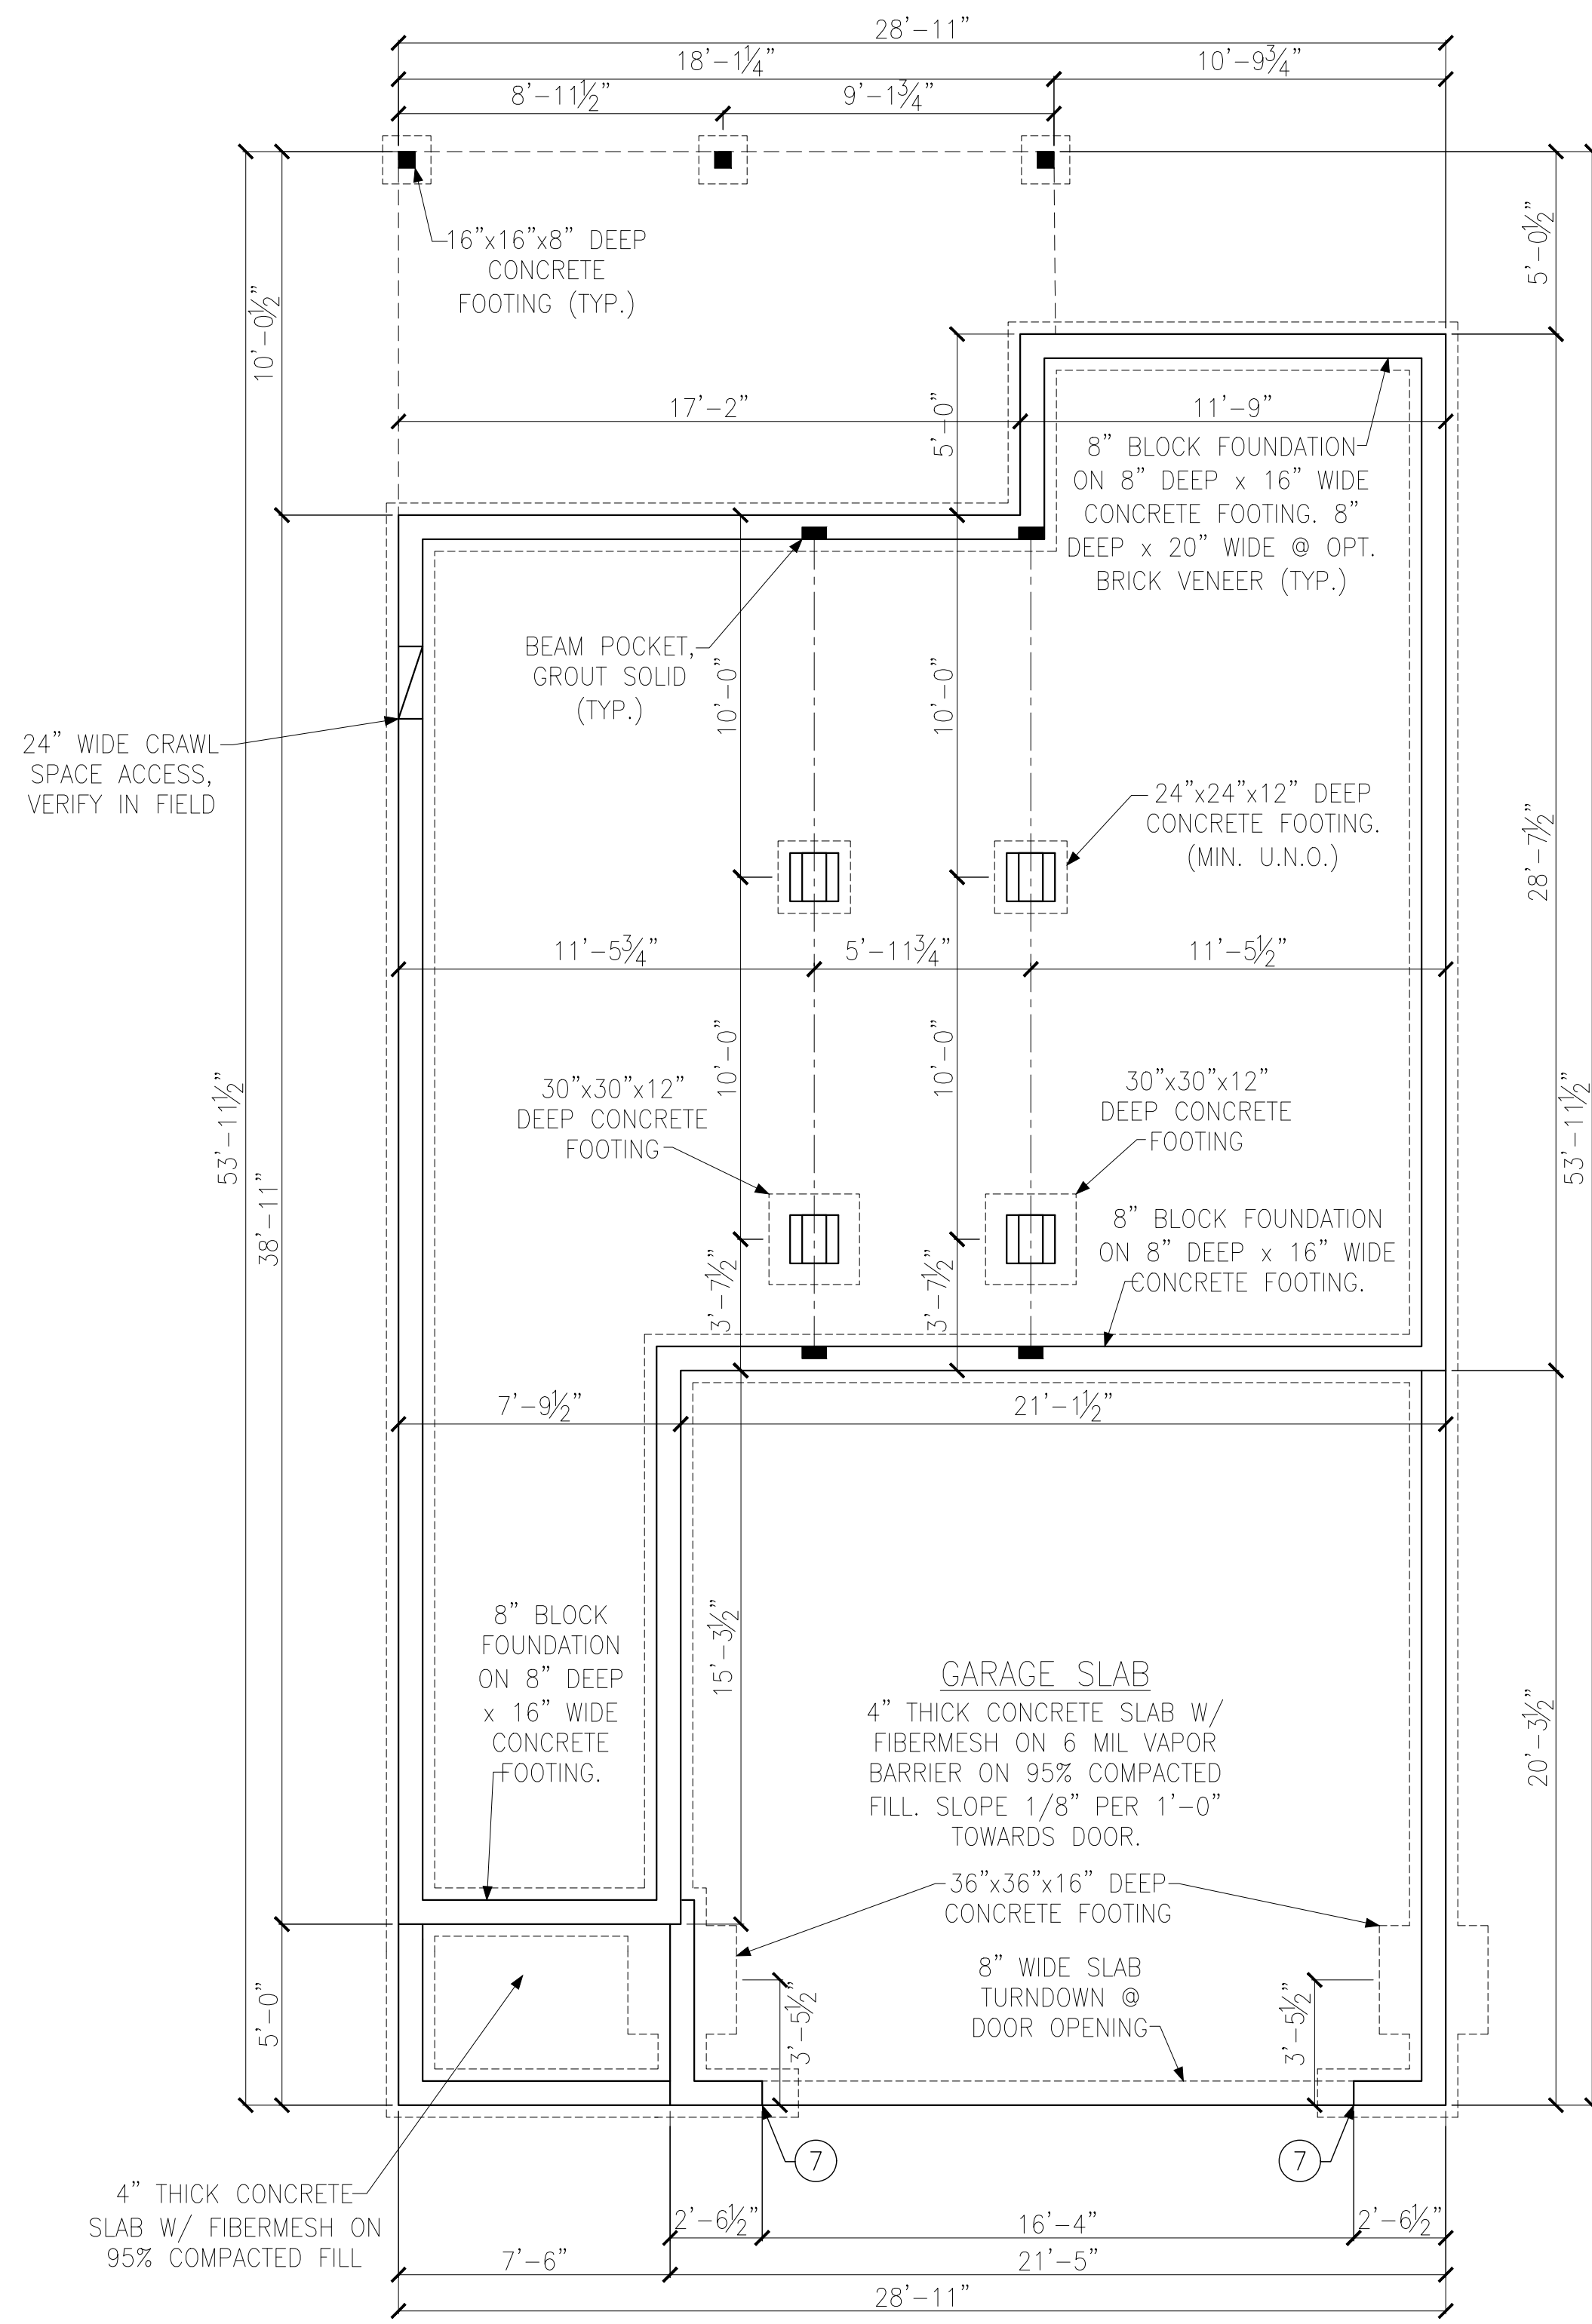 28'-11"
18'-1¼"
10'-9¾"
8'-11½"
9'-1¾"
16"x16"x8" DEEP
CONCRETE
FOOTING (TYP.)
10'-0½"
5'-0½"
17'-2"
11'-9"
5'-0"
8" BLOCK FOUNDATION
ON 8" DEEP x 16" WIDE
CONCRETE FOOTING. 8"
DEEP x 20" WIDE @ OPT.
BRICK VENEER (TYP.)
BEAM POCKET,
GROUT SOLID
(TYP.)
10'-0"
10'-0"
24" WIDE CRAWL
SPACE ACCESS,
VERIFY IN FIELD
24"x24"x12" DEEP
CONCRETE FOOTING.
(MIN. U.N.O.)
28'-7½"
11'-5¾"
5'-11¾"
11'-5½"
10'-0"
10'-0"
30"x30"x12"
DEEP CONCRETE
FOOTING
30"x30"x12"
DEEP CONCRETE
FOOTING
53'-11½"
38'-11"
53'-11½"
8" BLOCK FOUNDATION
ON 8" DEEP x 16" WIDE
CONCRETE FOOTING.
3'-7½"
3'-7½"
7'-9½"
21'-1½"
8" BLOCK
FOUNDATION
ON 8" DEEP
x 16" WIDE
CONCRETE
FOOTING.
15'-3½"
GARAGE SLAB
4" THICK CONCRETE SLAB W/
FIBERMESH ON 6 MIL VAPOR
BARRIER ON 95% COMPACTED
FILL. SLOPE 1/8" PER 1'-0"
TOWARDS DOOR.
20'-3½"
36"x36"x16" DEEP
CONCRETE FOOTING
8" WIDE SLAB
TURNDOWN @
DOOR OPENING
5'-0"
3'-5½"
3'-5½"
7
7
4" THICK CONCRETE
SLAB W/ FIBERMESH ON
95% COMPACTED FILL
2'-6½"
16'-4"
2'-6½"
7'-6"
21'-5"
28'-11"